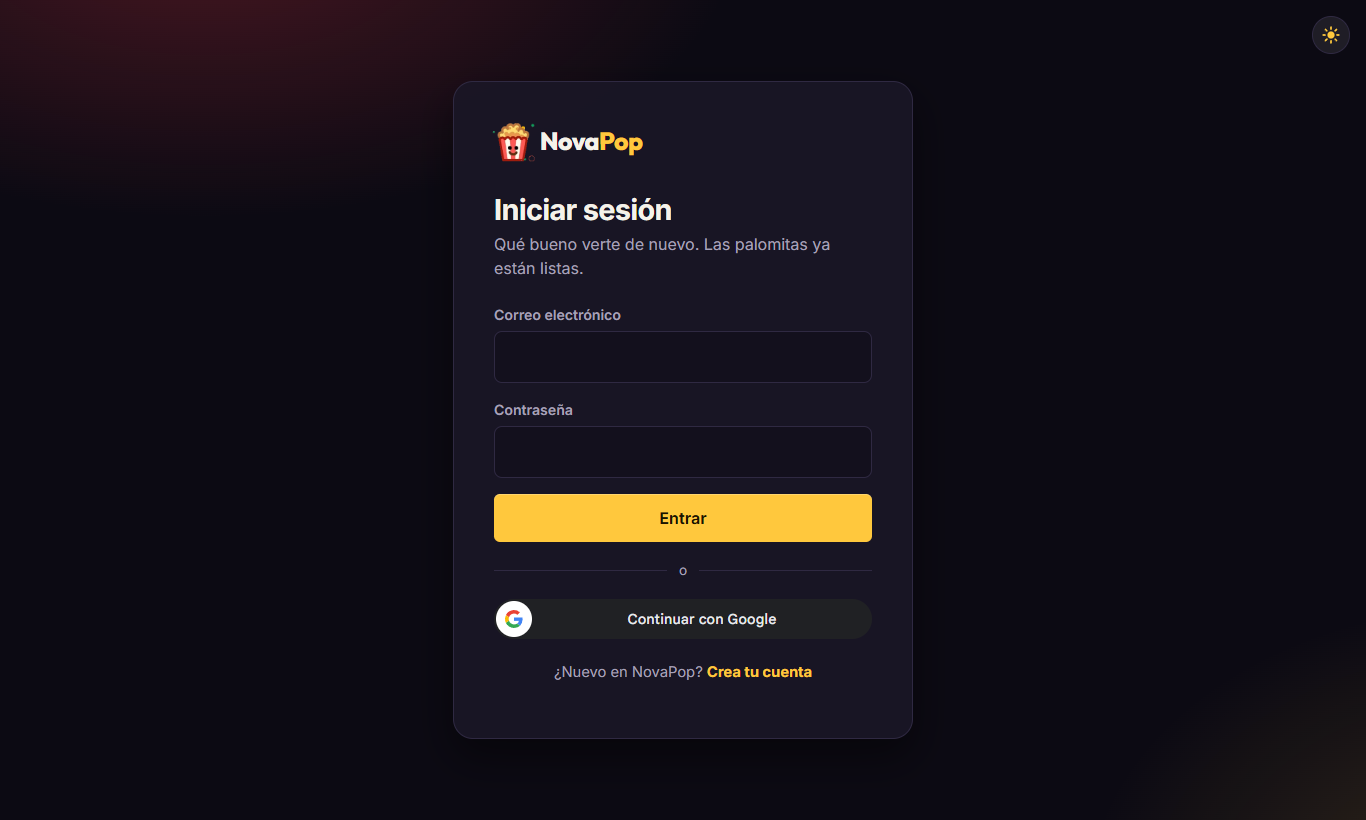 NovaPop
Iniciar sesión
Qué bueno verte de nuevo. Las palomitas ya
están listas.
Correo electrónico
Contraseña
Entrar
o
Continuar con Google
¿Nuevo en NovaPop? Crea tu cuenta